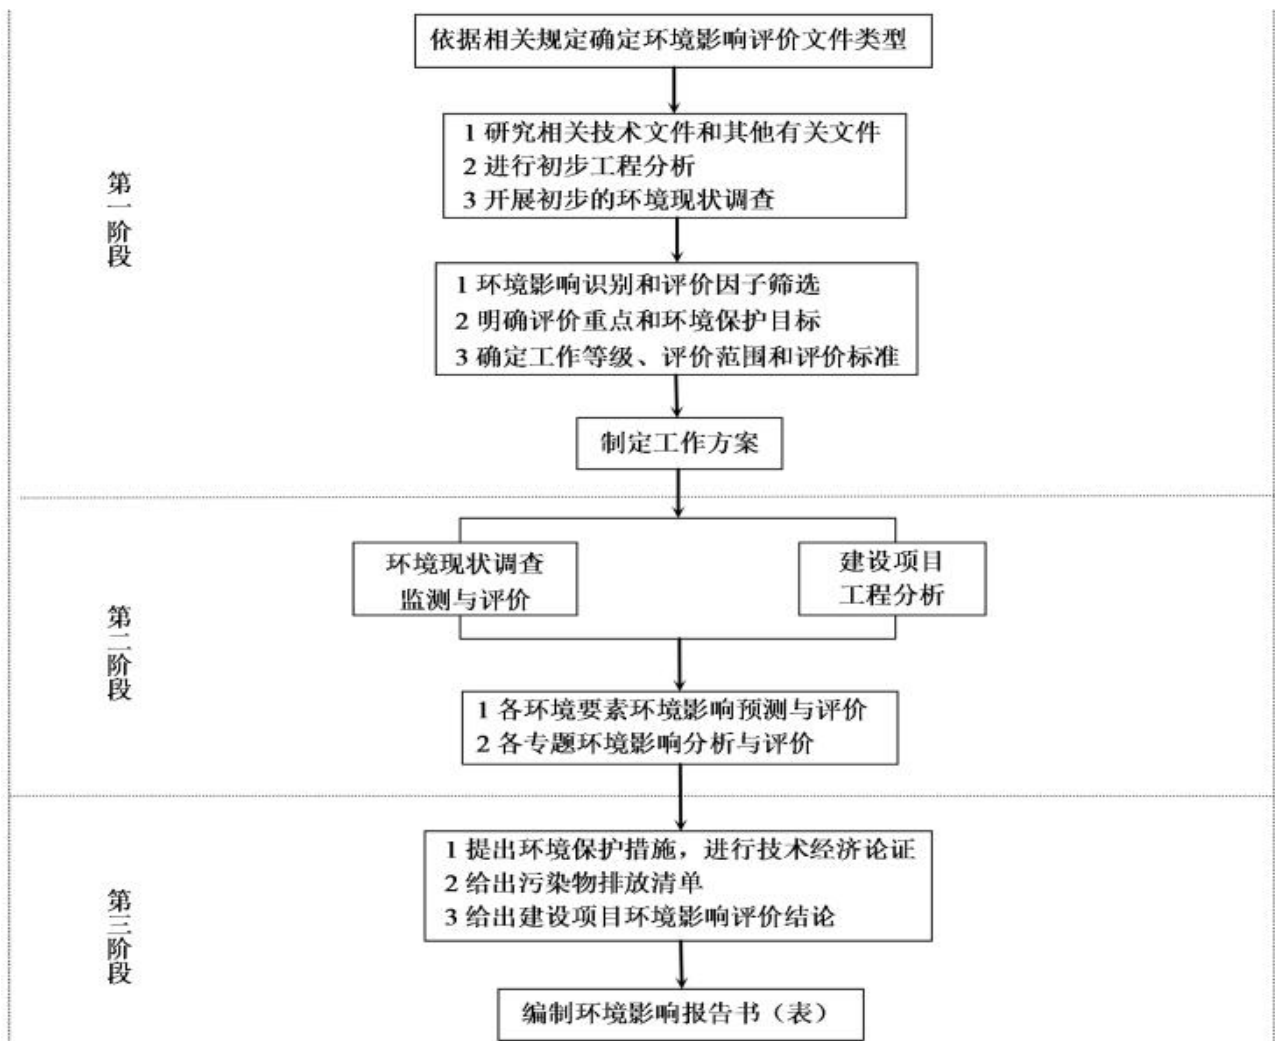 依据相关规定确定环境影响评价文件类型
1 研究相关技术文件和其他有关文件
2 进行初步工程分析
3 开展初步的环境现状调查
第一阶段
1 环境影响识别和评价因子筛选
2 明确评价重点和环境保护目标
3 确定工作等级、评价范围和评价标准
制定工作方案
环境现状调查
监测与评价
建设项目
工程分析
第二阶段
1 各环境要素环境影响预测与评价
2 各专题环境影响分析与评价
1 提出环境保护措施，进行技术经济论证
2 给出污染物排放清单
3 给出建设项目环境影响评价结论
第三阶段
编制环境影响报告书（表）